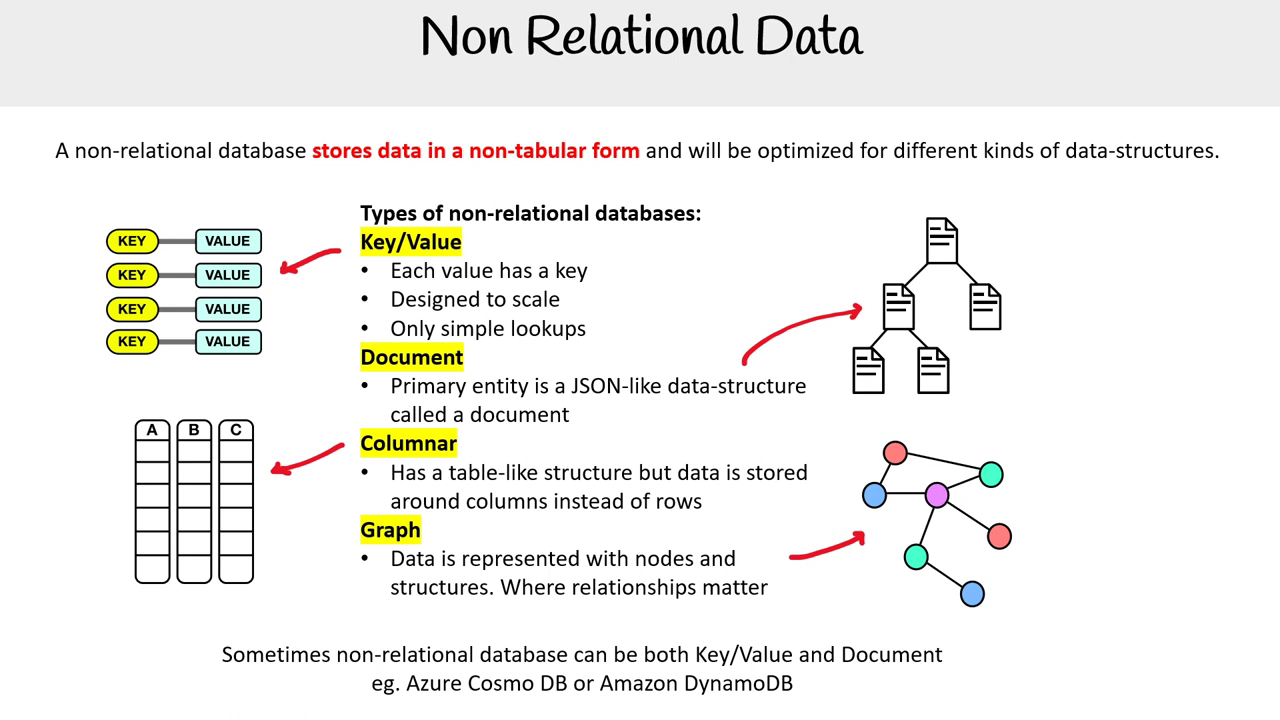 Non Relational Data
A non-relational database stores data in a non-tabular form and will be optimized for different kinds of data-structures.
KEY VALUE
KEY VALUE
KEY VALUE
KEY VALUE
A B C
Types of non-relational databases:
Key/Value
• Each value has a key
• Designed to scale
• Only simple lookups
Document
• Primary entity is a JSON-like data-structure
called a document
Columnar
• Has a table-like structure but data is stored
around columns instead of rows
Graph
• Data is represented with nodes and
structures. Where relationships matter
Sometimes non-relational database can be both Key/Value and Document
eg. Azure Cosmo DB or Amazon DynamoDB